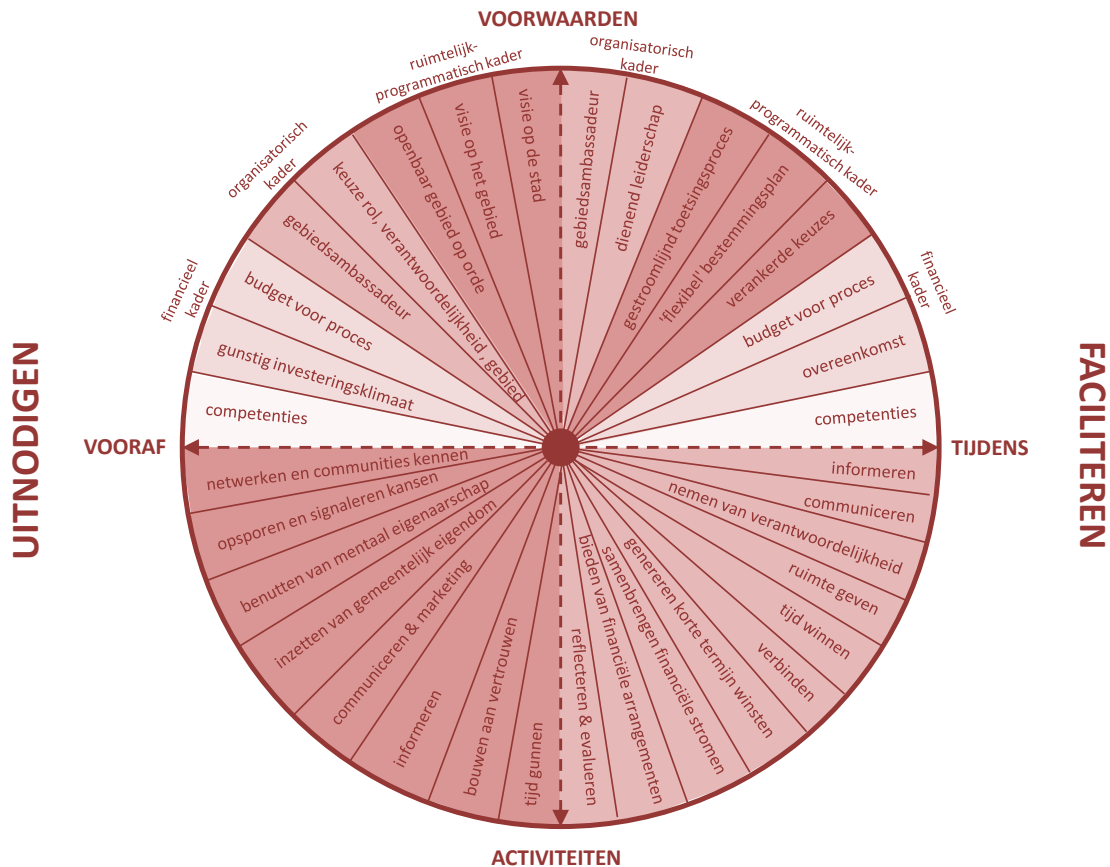 VOORWAARDEN
ruimtelijk-
programmatisch kader
organisatorisch
kader
organisatorisch
kader
ruimtelijk-
programmatisch kader
financieel
kader
financieel
kader
visie op de stad
visie op het gebied
openbaar gebied op orde
keuze rol, verantwoordelijkheid , gebied
gebiedsambassadeur
budget voor proces
gunstig investeringsklimaat
competenties
gebiedsambassadeur
dienend leiderschap
gestroomlijnd toetsingsproces
'flexibel' bestemmingsplan
verankerde keuzes
budget voor proces
overeenkomst
competenties
UITNODIGEN
VOORAF
TIJDENS
FACILITEREN
netwerken en communities kennen
opsporen en signaleren kansen
benutten van mentaal eigenaarschap
inzetten van gemeentelijk eigendom
communiceren & marketing
informeren
bouwen aan vertrouwen
tijd gunnen
informeren
communiceren
nemen van verantwoordelijkheid
ruimte geven
tijd winnen
verbinden
genereren korte termijn winsten
samenbrengen financiële stromen
bieden van financiële arrangementen
reflecteren & evalueren
ACTIVITEITEN